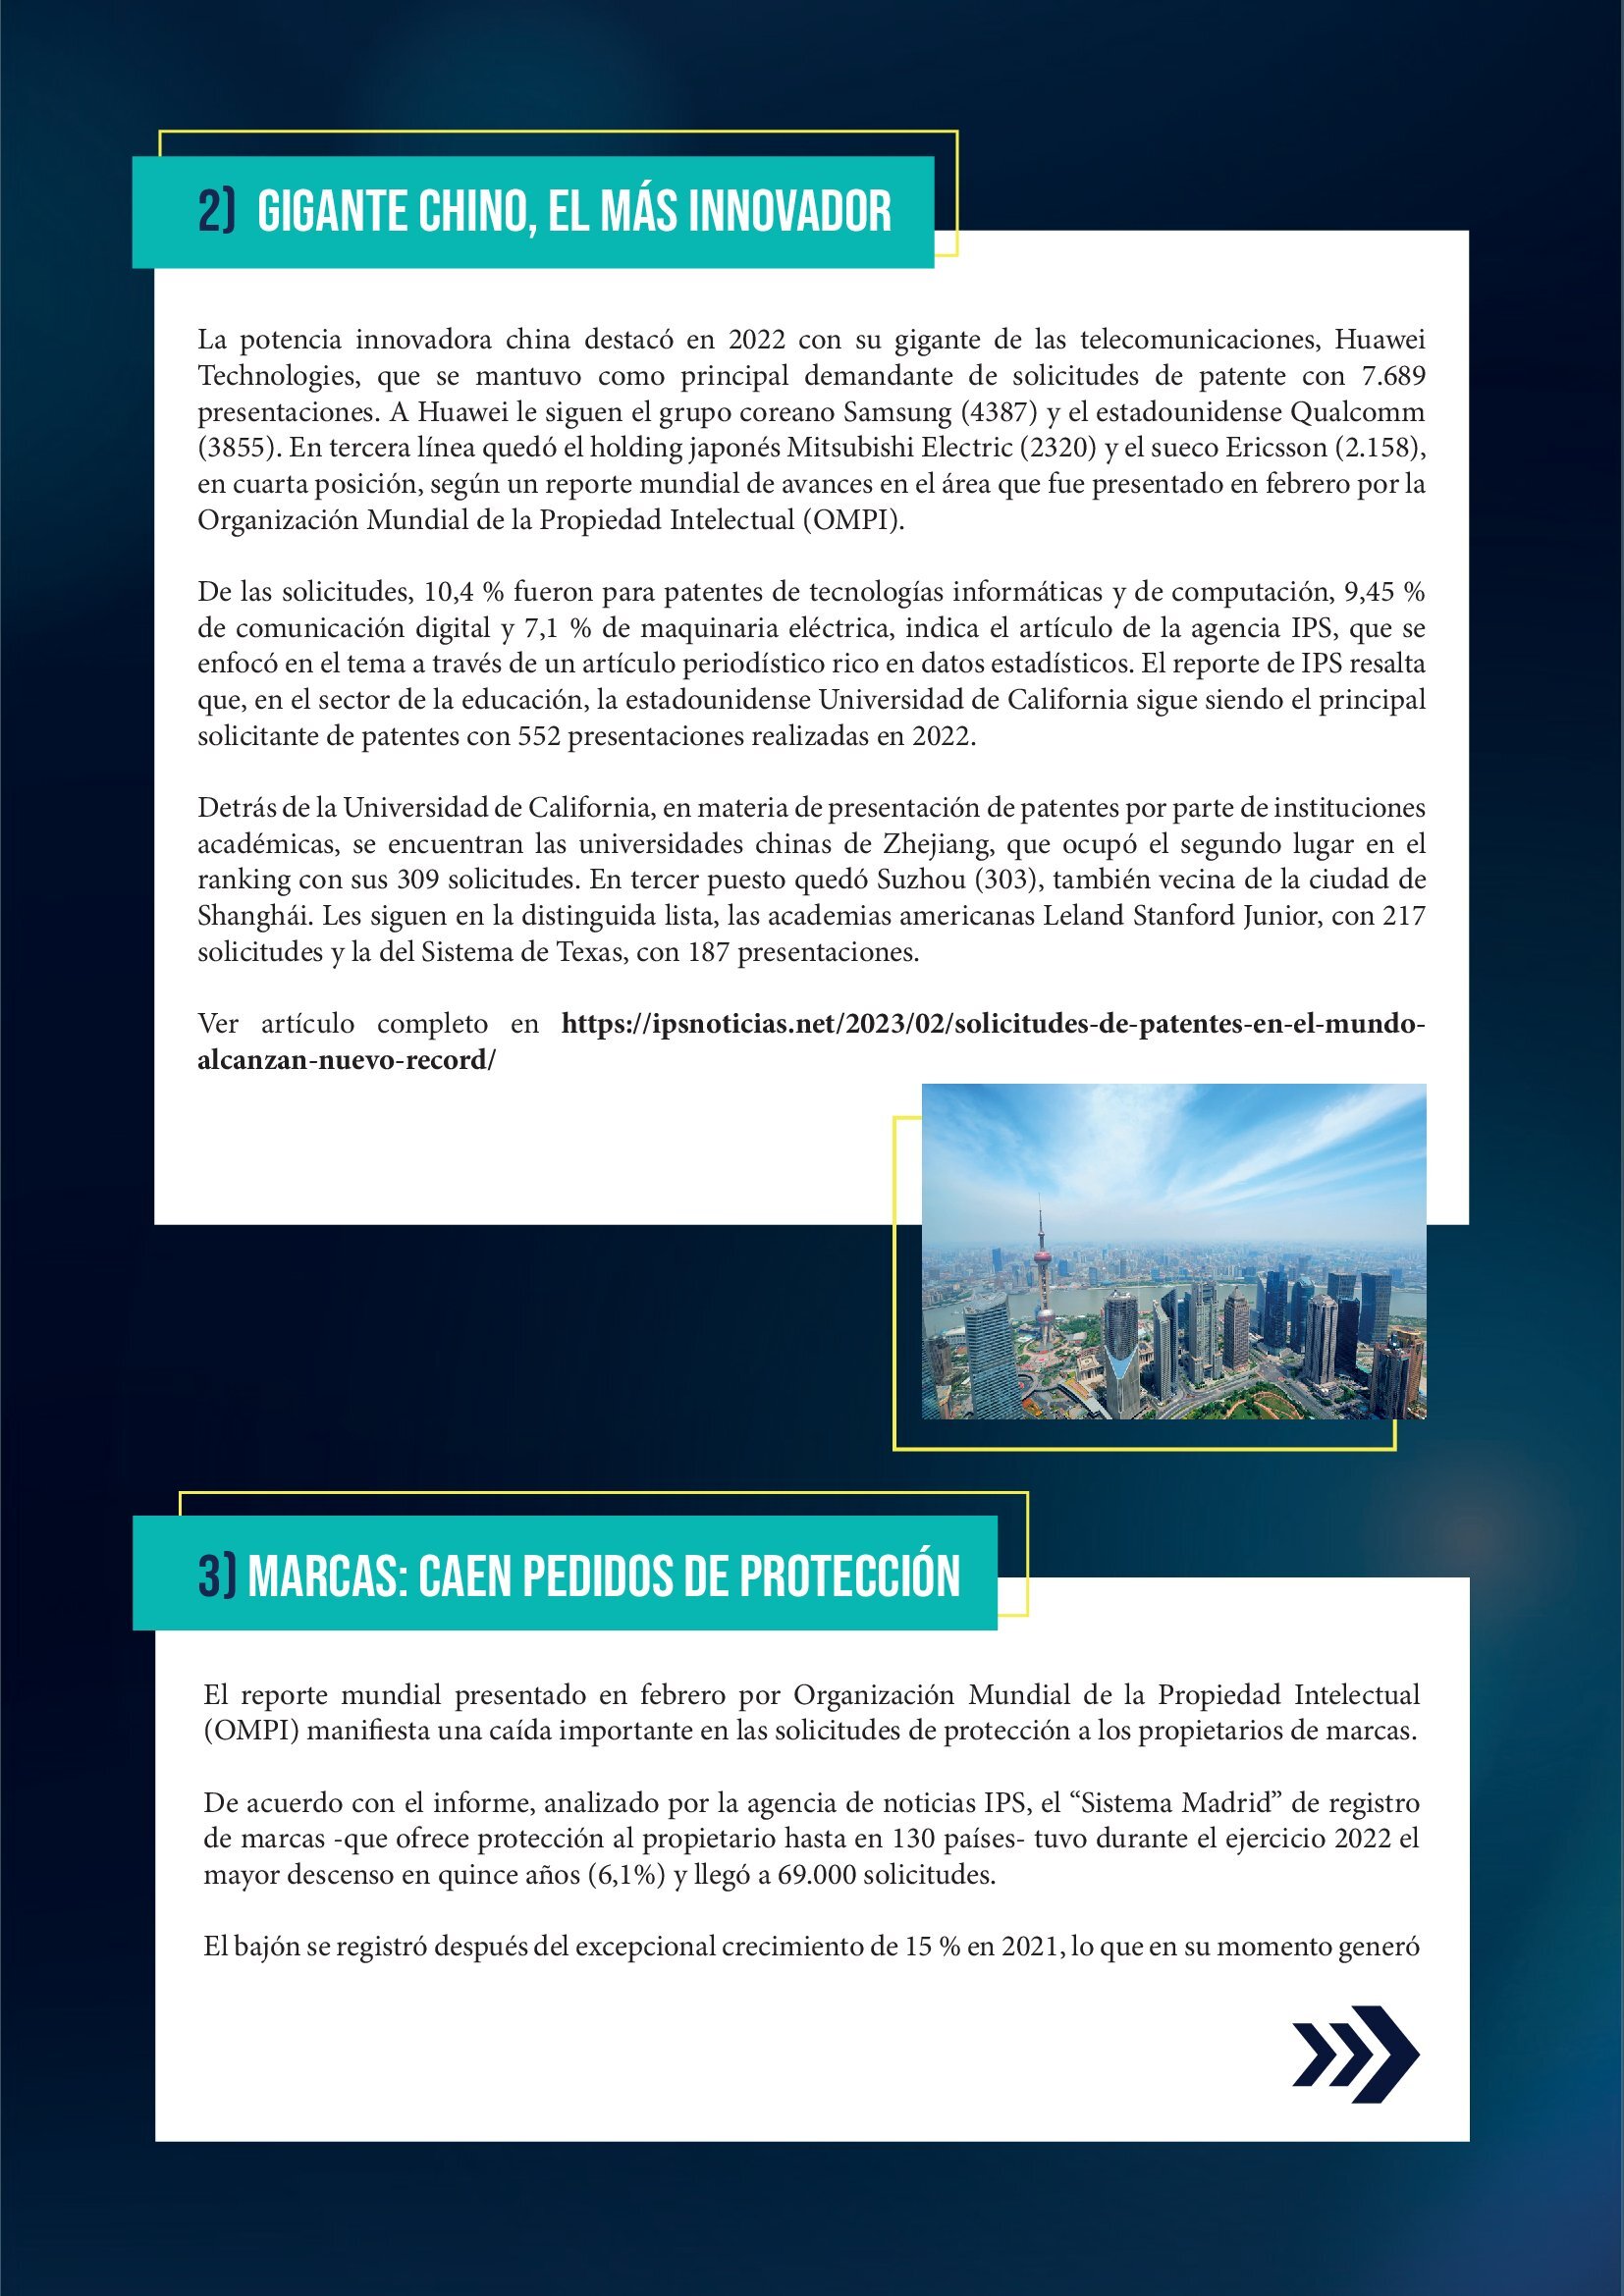 2) GIGANTE CHINO, EL MÁS INNOVADOR
La potencia innovadora china destacó en 2022 con su gigante de las telecomunicaciones, Huawei
Technologies, que se mantuvo como principal demandante de solicitudes de patente con 7.689
presentaciones. A Huawei le siguen el grupo coreano Samsung (4387) y el estadounidense Qualcomm
(3855). En tercera línea quedó el holding japonés Mitsubishi Electric (2320) y el sueco Ericsson (2.158),
en cuarta posición, según un reporte mundial de avances en el área que fue presentado en febrero por la
Organización Mundial de la Propiedad Intelectual (OMPI).
De las solicitudes, 10,4 % fueron para patentes de tecnologías informáticas y de computación, 9,45 %
de comunicación digital y 7,1 % de maquinaria eléctrica, indica el artículo de la agencia IPS, que se
enfocó en el tema a través de un artículo periodístico rico en datos estadísticos. El reporte de IPS resalta
que, en el sector de la educación, la estadounidense Universidad de California sigue siendo el principal
solicitante de patentes con 552 presentaciones realizadas en 2022.
Detrás de la Universidad de California, en materia de presentación de patentes por parte de instituciones
académicas, se encuentran las universidades chinas de Zhejiang, que ocupó el segundo lugar en el
ranking con sus 309 solicitudes. En tercer puesto quedó Suzhou (303), también vecina de la ciudad de
Shanghái. Les siguen en la distinguida lista, las academias americanas Leland Stanford Junior, con 217
solicitudes y la del Sistema de Texas, con 187 presentaciones.
Ver artículo completo en https://ipsnoticias.net/2023/02/solicitudes-de-patentes-en-el-mundo-
alcanzan-nuevo-record/
3) MARCAS: CAEN PEDIDOS DE PROTECCIÓN
El reporte mundial presentado en febrero por Organización Mundial de la Propiedad Intelectual
(OMPI) manifiesta una caída importante en las solicitudes de protección a los propietarios de marcas.
De acuerdo con el informe, analizado por la agencia de noticias IPS, el “Sistema Madrid” de registro
de marcas -que ofrece protección al propietario hasta en 130 países- tuvo durante el ejercicio 2022 el
mayor descenso en quince años (6,1%) y llegó a 69.000 solicitudes.
El bajón se registró después del excepcional crecimiento de 15 % en 2021, lo que en su momento generó